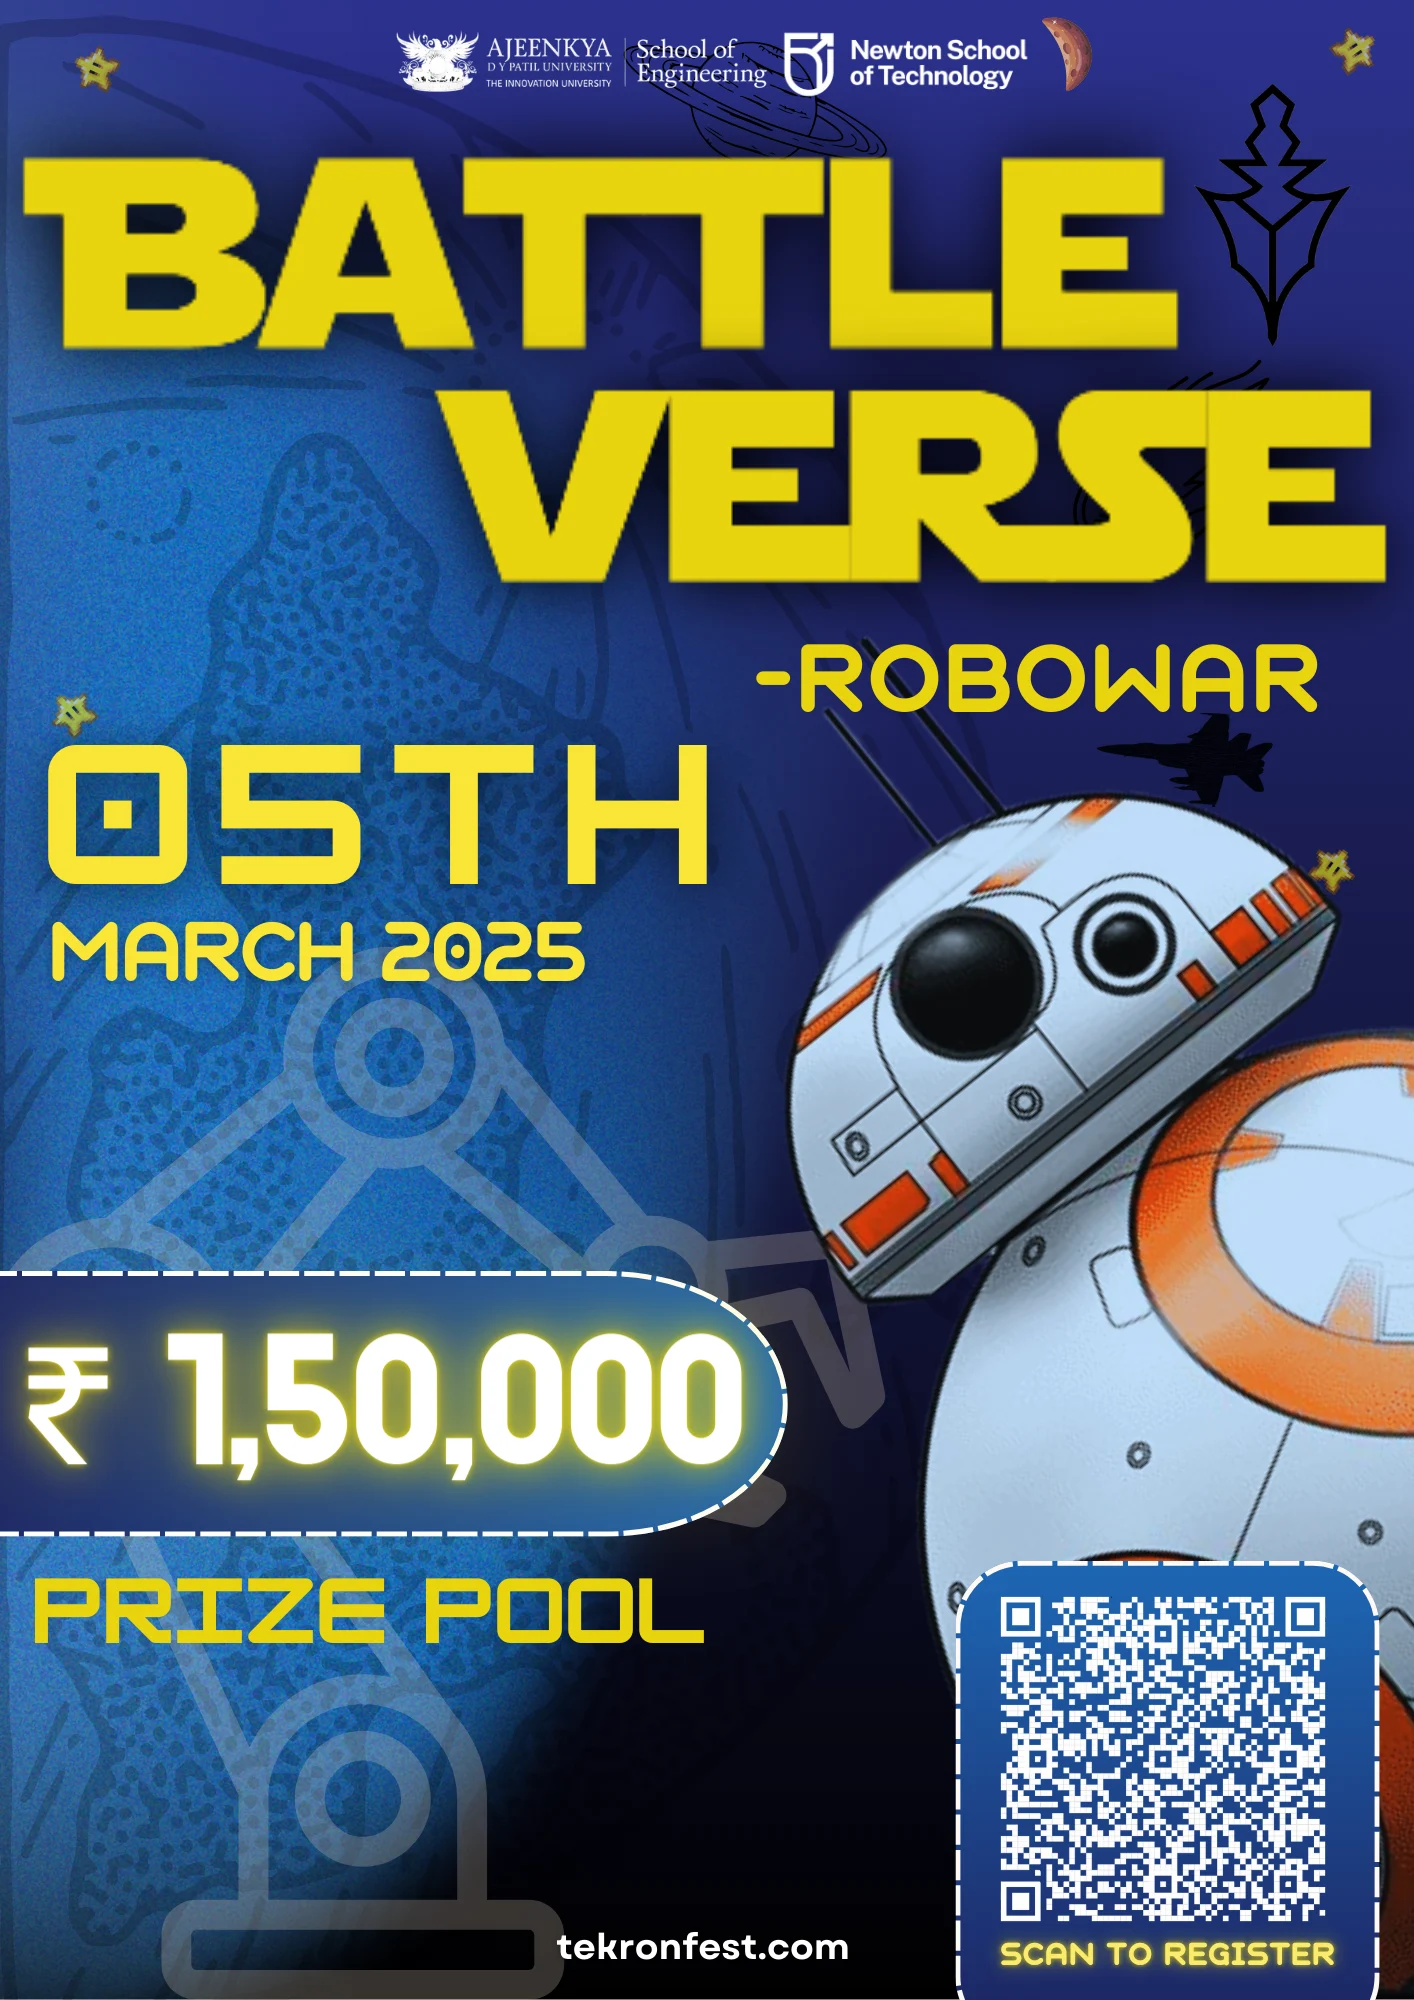 AJEENKYA
D Y PATIL UNIVERSITY
THE INNOVATION UNIVERSITY
School of
Engineering
Newton School
of Technology
BATTLE
VERSE
-ROBOWAR
05TH
MARCH 2025
₹ 1,50,000
PRIZE POOL
tekronfest.com
SCAN TO REGISTER